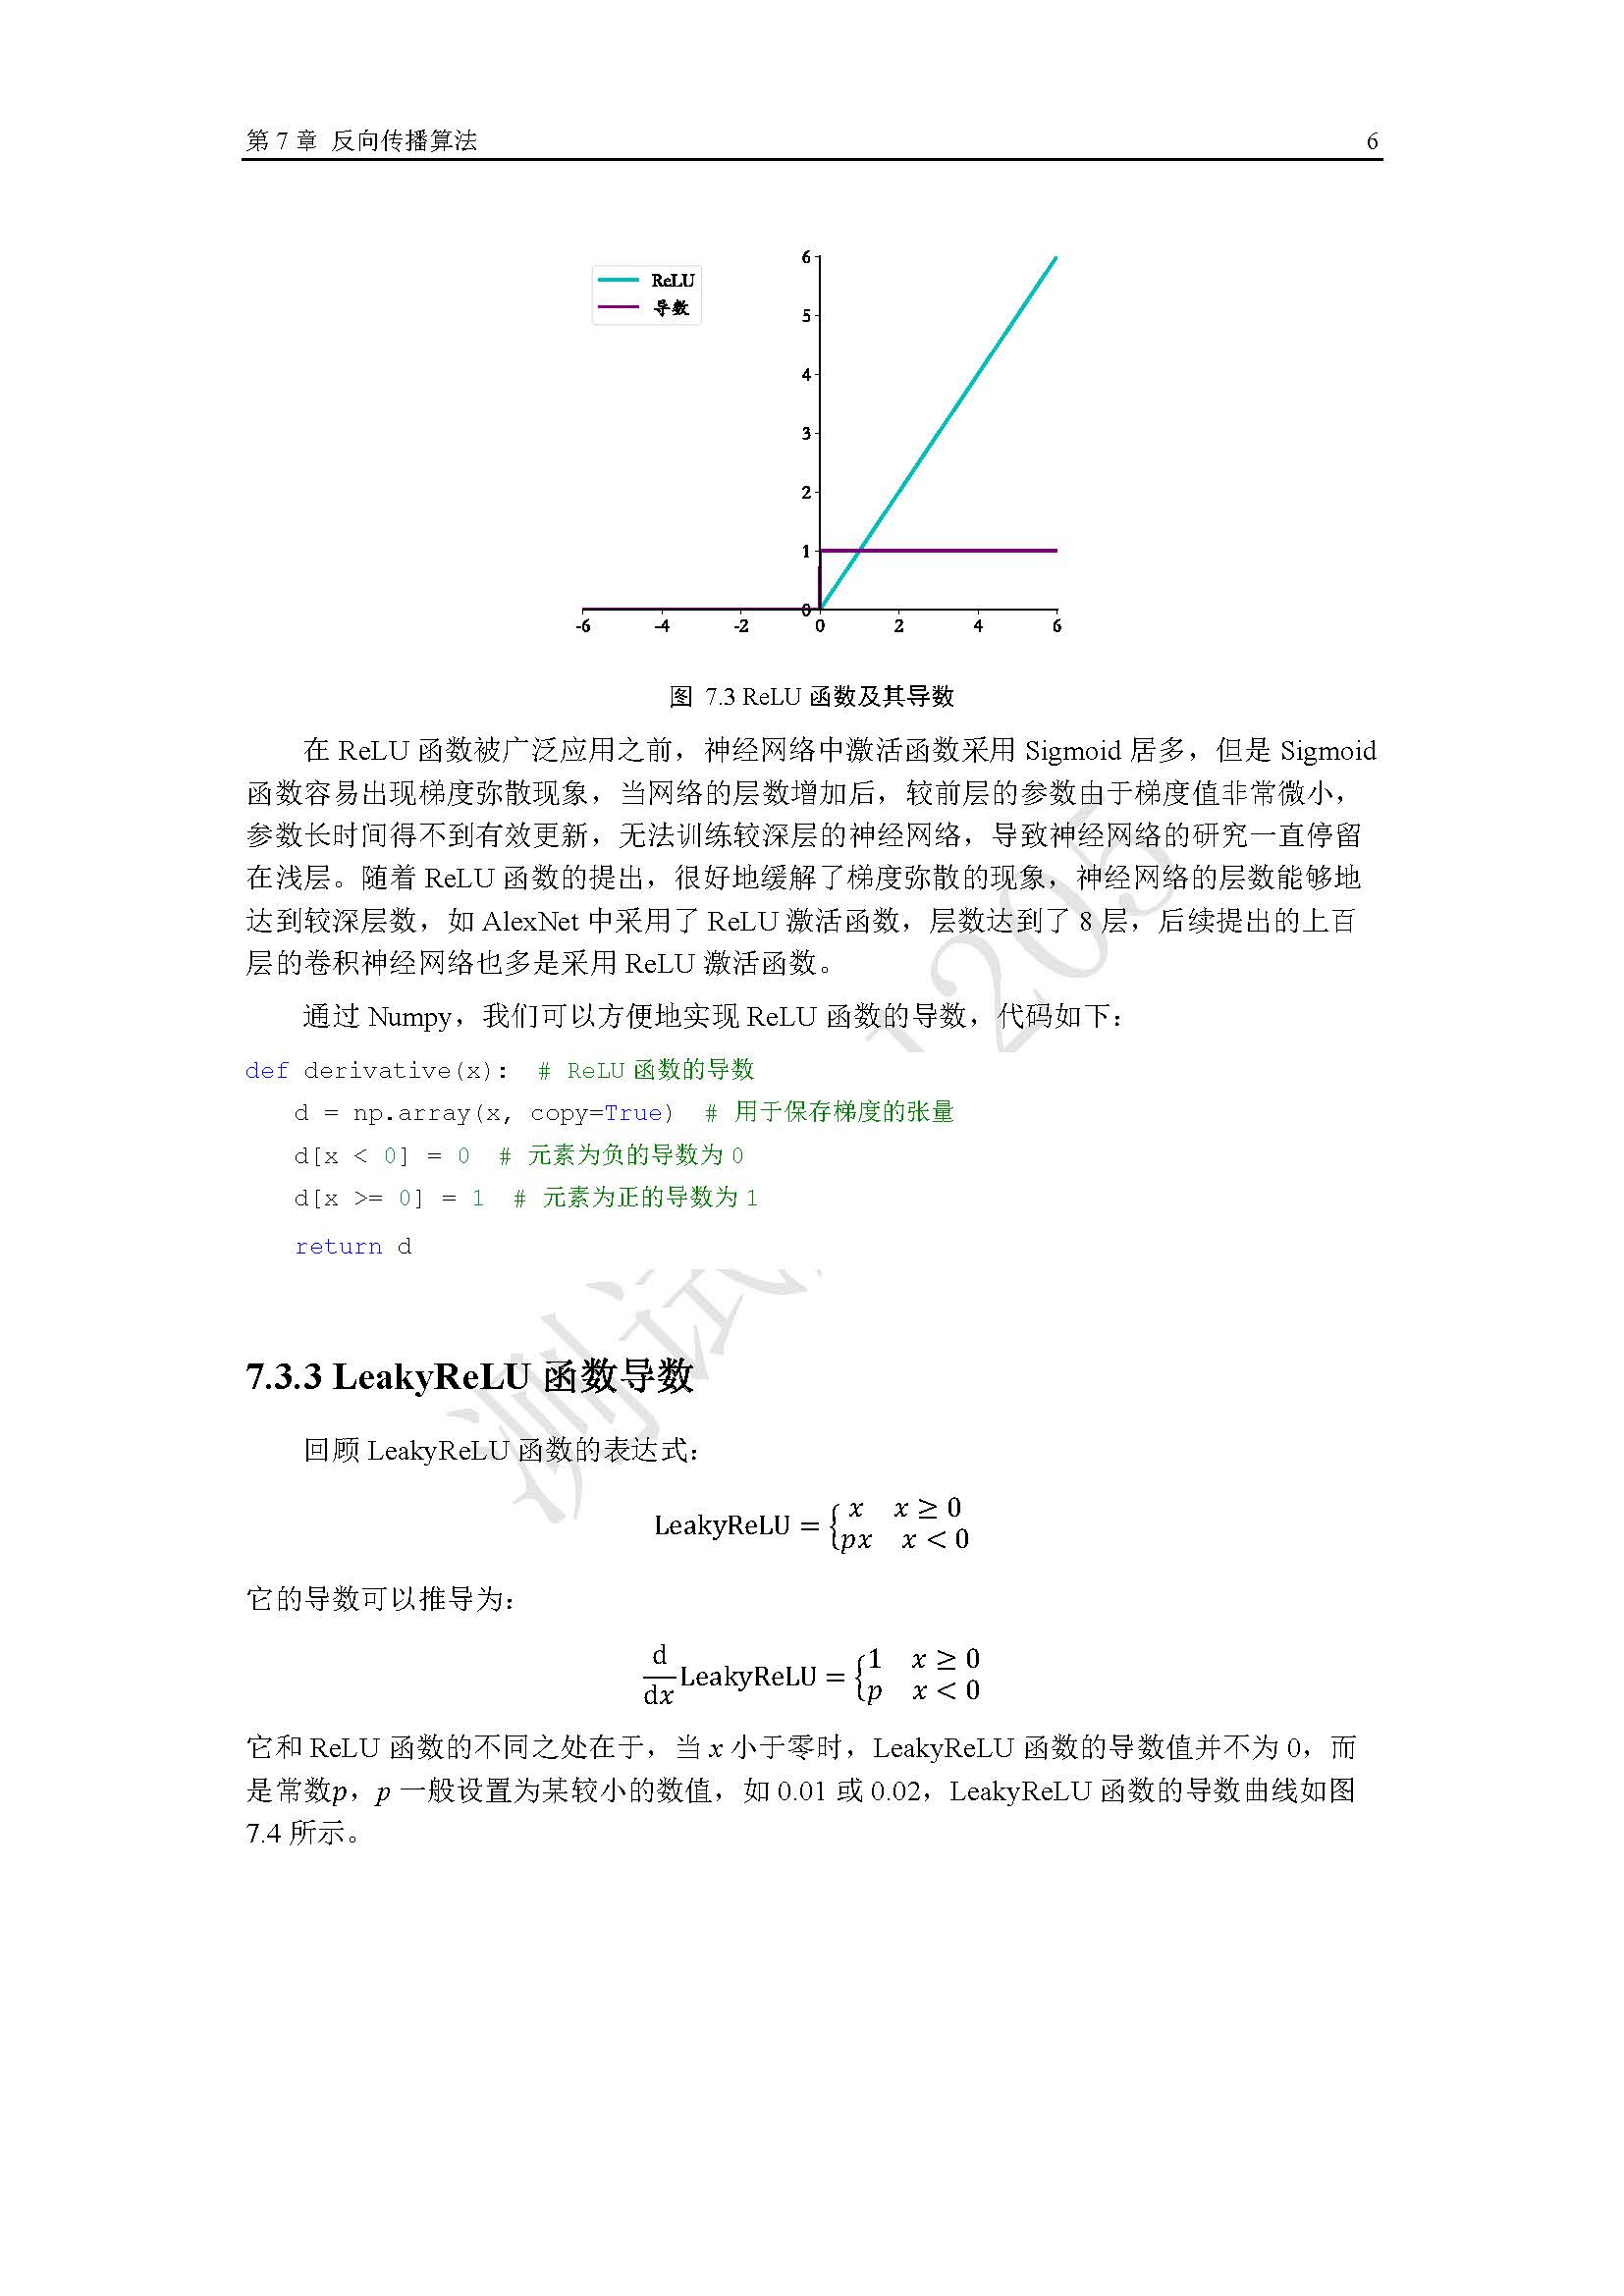 第 7 章 反向传播算法 6
ReLU
导数
6
5
4
3
2
1
0
-6 -4 -2 0 2 4 6
图 7.3 ReLU 函数及其导数
在 ReLU 函数被广泛应用之前，神经网络中激活函数采用 Sigmoid 居多，但是 Sigmoid
函数容易出现梯度弥散现象，当网络的层数增加后，较前层的参数由于梯度值非常微小，
参数长时间得不到有效更新，无法训练较深层的神经网络，导致神经网络的研究一直停留
在浅层。随着 ReLU 函数的提出，很好地缓解了梯度弥散的现象，神经网络的层数能够地
达到较深层数，如 AlexNet 中采用了 ReLU 激活函数，层数达到了 8 层，后续提出的上百
层的卷积神经网络也多是采用 ReLU 激活函数。
通过 Numpy，我们可以方便地实现 ReLU 函数的导数，代码如下：
def derivative(x):  # ReLU 函数的导数
d = np.array(x, copy=True)  # 用于保存梯度的张量
d[x < 0] = 0  # 元素为负的导数为 0
d[x >= 0] = 1  # 元素为正的导数为 1
return d
7.3.3 LeakyReLU 函数导数
回顾 LeakyReLU 函数的表达式：
LeakyReLU = { x  x ≥ 0
px  x < 0
它的导数可以推导为：
d/dx LeakyReLU = { 1  x ≥ 0
p  x < 0
它和 ReLU 函数的不同之处在于，当 x 小于零时，LeakyReLU 函数的导数值并不为 0，而
是常数p，p 一般设置为某较小的数值，如 0.01 或 0.02，LeakyReLU 函数的导数曲线如图
7.4 所示。
测试
205